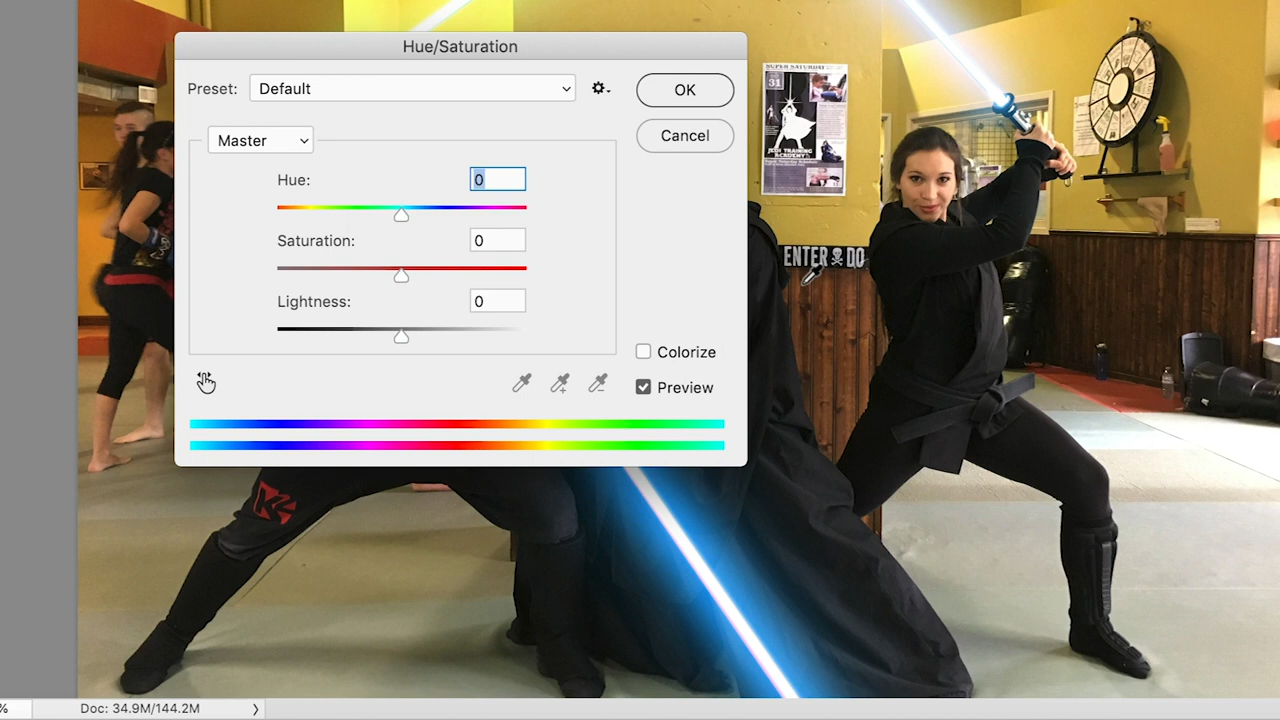 Hue/Saturation
Preset: Default
OK
Master
Cancel
Hue: 0
Saturation: 0
Lightness: 0
Colorize
Preview
SUPER SATURDAY
31
JEDI TRAINING
ACADEMY
ENTER DO
K
% Doc: 34.9M/144.2M